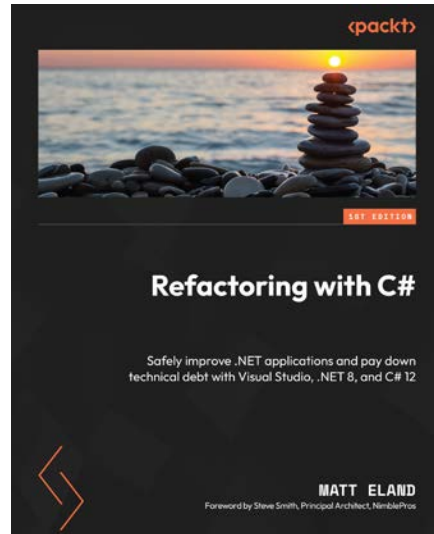 <packt>
1ST EDITION
Refactoring with C#
Safely improve .NET applications and pay down
technical debt with Visual Studio, .NET 8, and C# 12
MATT ELAND
Foreword by Steve Smith, Principal Architect, NimblePros